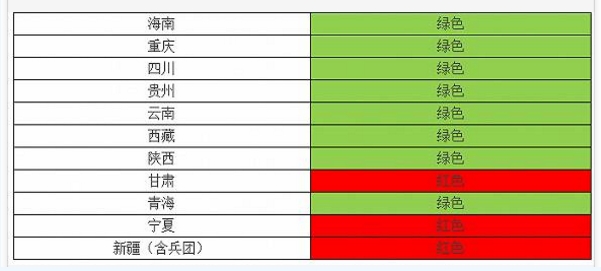 海南 绿色
重庆 绿色
四川 绿色
贵州 绿色
云南 绿色
西藏 绿色
陕西 绿色
甘肃 红色
青海 绿色
宁夏 红色
新疆（含兵团） 红色